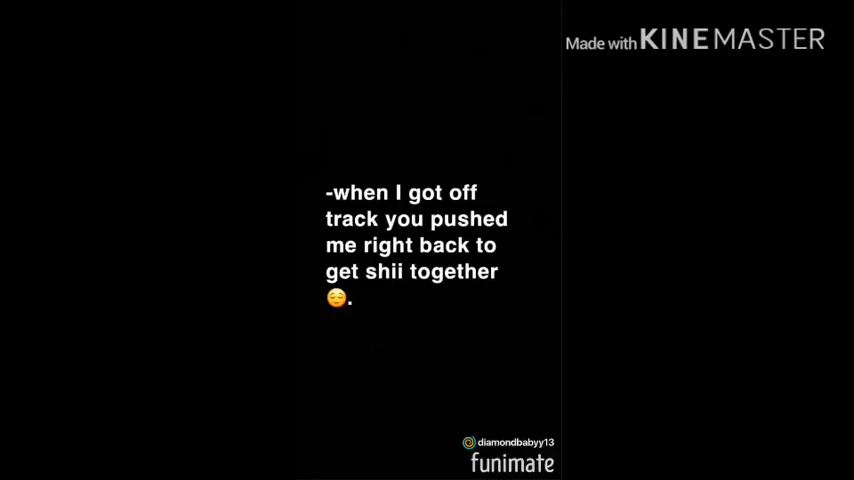 Made with KINEMASTER
-when I got off
track you pushed
me right back to
get shii together
😌.
diamondbabyy13
funimate